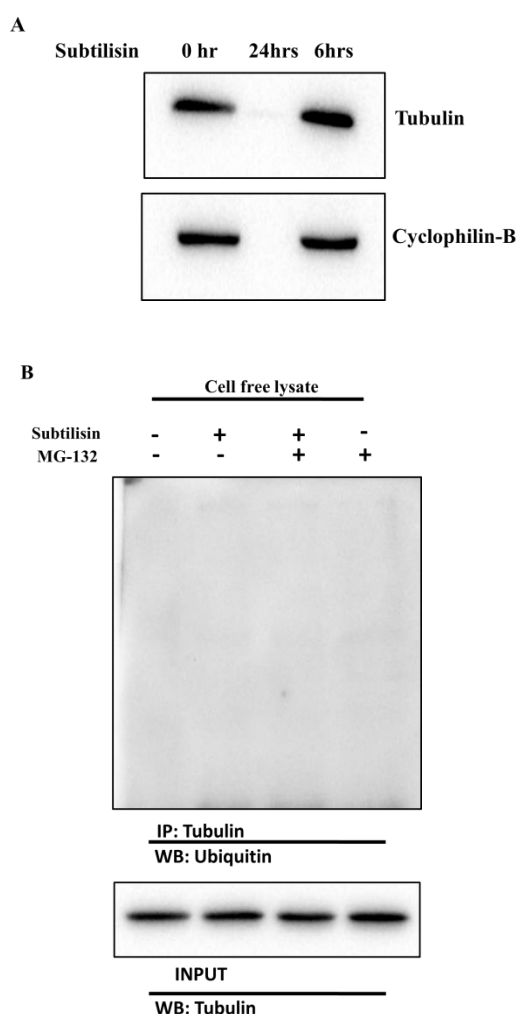 A
Subtilisin 0 hr 24hrs 6hrs
Tubulin
Cyclophilin-B
B
Cell free lysate
Subtilisin - + + -
MG-132 - - + +
IP: Tubulin
WB: Ubiquitin
INPUT
WB: Tubulin